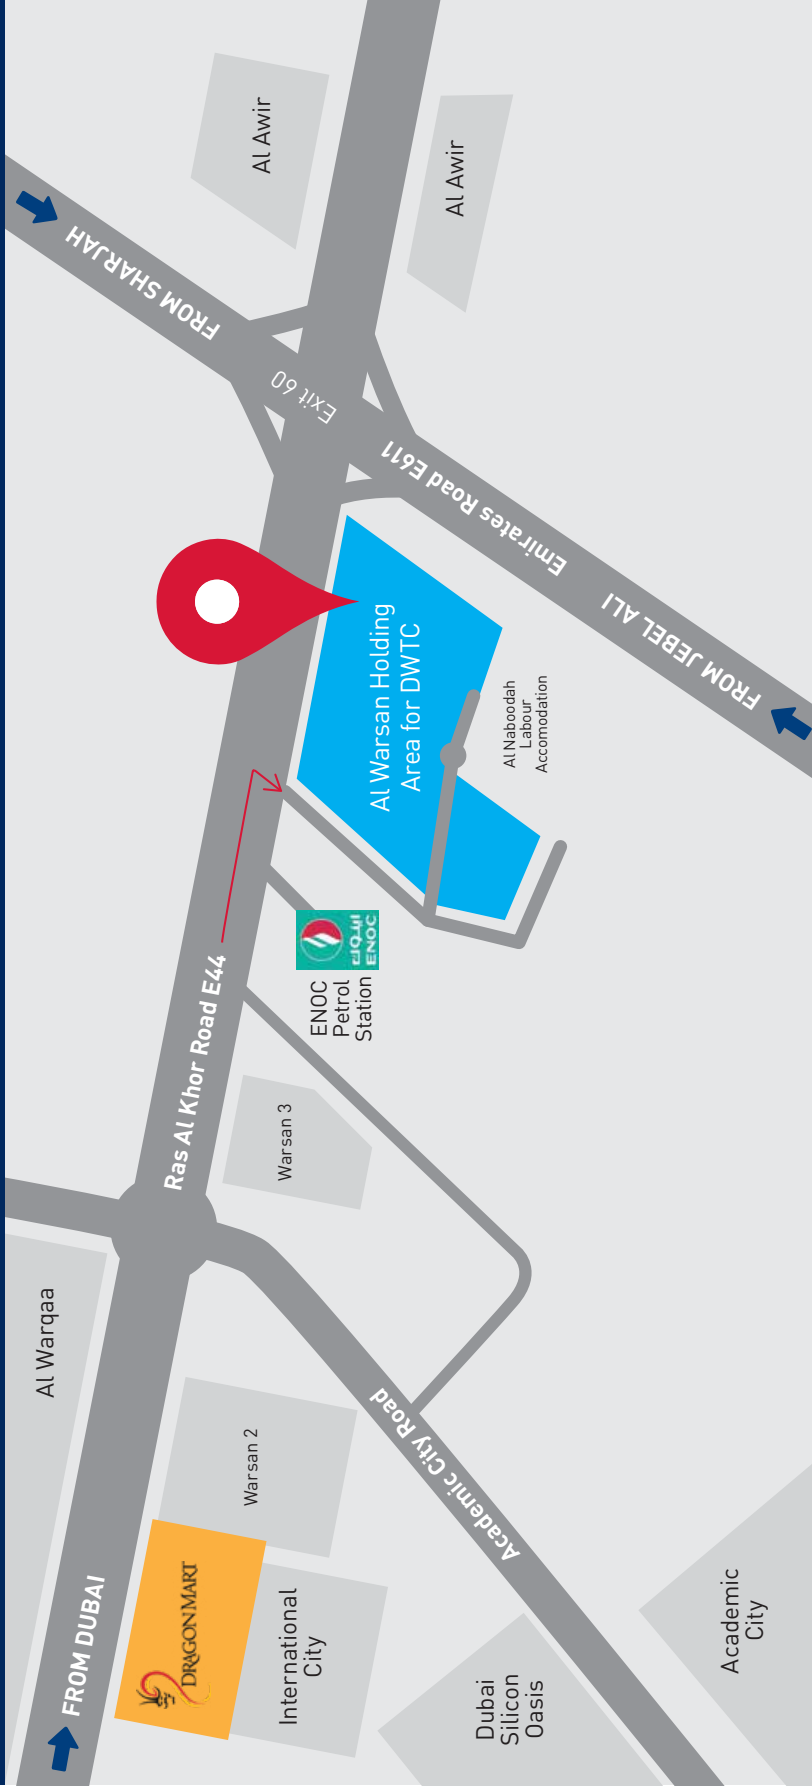 FROM DUBAI
DRAGON MART
International
City
Dubai
Silicon
Oasis
Academic
City
Warsan 2
Al Warqaa
Academic City Road
Warsan 3
Ras Al Khor Road E44
ENOC
Petrol
Station
اينوك
ENOC
Al Warsan Holding
Area for DWTC
Al Naboodah
Labour
Accomodation
FROM JEBEL ALI
Emirates Road E611
Exit 60
FROM SHARJAH
Al Awir
Al Awir